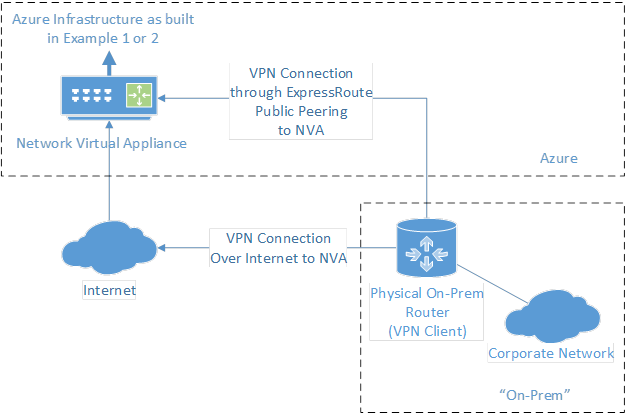 Azure Infrastructure as built
in Example 1 or 2
VPN Connection
through ExpressRoute
Public Peering
to NVA
Network Virtual Appliance
Azure
VPN Connection
Over Internet to NVA
Internet
Physical On-Prem
Router
(VPN Client)
Corporate Network
“On-Prem”